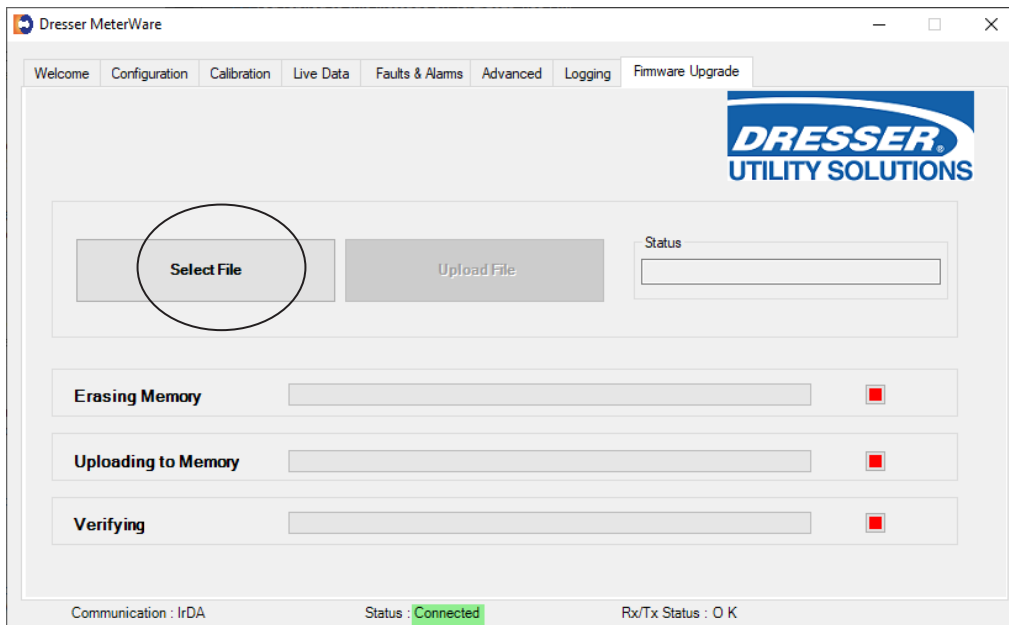 Dresser MeterWare
Welcome Configuration Calibration Live Data Faults & Alarms Advanced Logging Firmware Upgrade
DRESSER®
UTILITY SOLUTIONS
Select File Upload File Status
Erasing Memory
Uploading to Memory
Verifying
Communication : IrDA Status : Connected Rx/Tx Status : O K